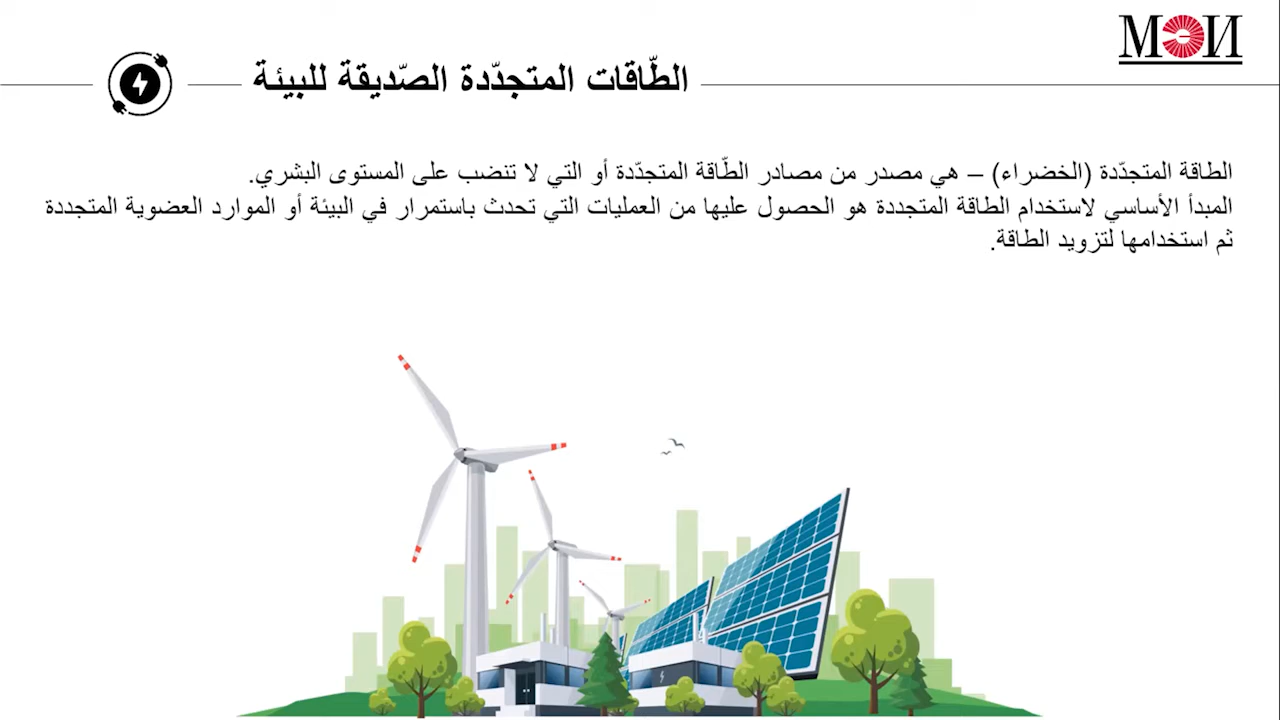 МЭИ
الطّاقات المتجدّدة الصّديقة للبيئة
الطاقة المتجدّدة (الخضراء) – هي مصدر من مصادر الطّاقة المتجدّدة أو التي لا تنضب على المستوى البشري.
المبدأ الأساسي لاستخدام الطاقة المتجددة هو الحصول عليها من العمليات التي تحدث باستمرار في البيئة أو الموارد العضوية المتجددة
ثم استخدامها لتزويد الطاقة.